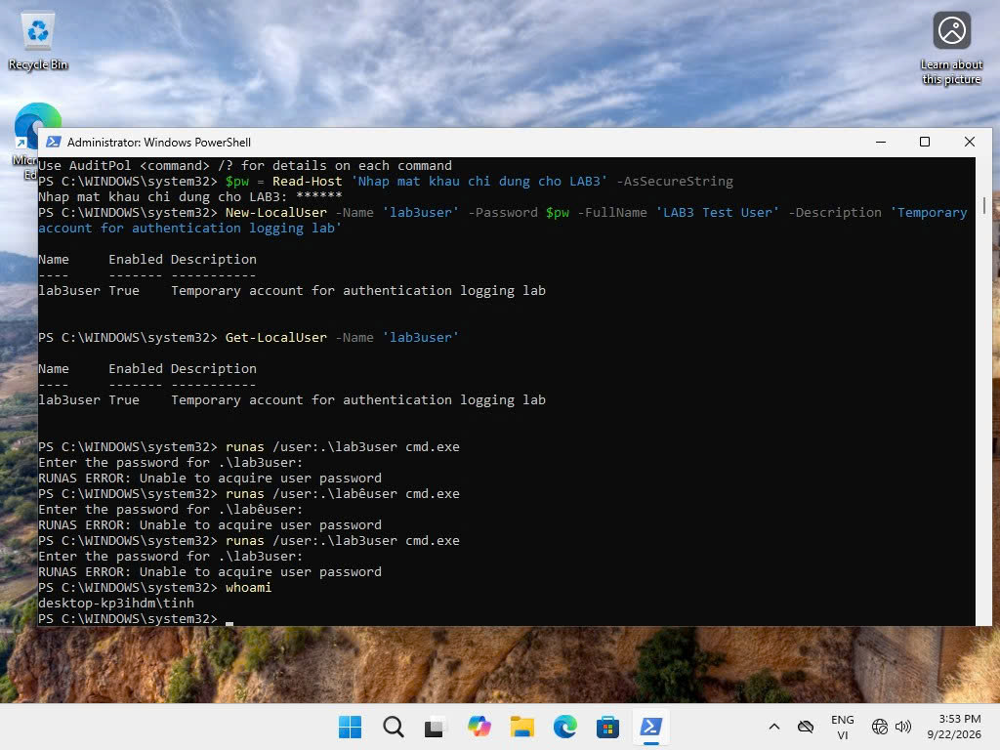 Recycle Bin
Learn about
this picture
Administrator: Windows PowerShell
Use AuditPol <command> /? for details on each command
PS C:\WINDOWS\system32> $pw = Read-Host 'Nhap mat khau chi dung cho LAB3' -AsSecureString
Nhap mat khau chi dung cho LAB3: ******
PS C:\WINDOWS\system32> New-LocalUser -Name 'lab3user' -Password $pw -FullName 'LAB3 Test User' -Description 'Temporary
account for authentication logging lab'
Name     Enabled Description
----     ------- -----------
lab3user True    Temporary account for authentication logging lab
PS C:\WINDOWS\system32> Get-LocalUser -Name 'lab3user'
Name     Enabled Description
----     ------- -----------
lab3user True    Temporary account for authentication logging lab
PS C:\WINDOWS\system32> runas /user:.\lab3user cmd.exe
Enter the password for .\lab3user:
RUNAS ERROR: Unable to acquire user password
PS C:\WINDOWS\system32> runas /user:.\labêuser cmd.exe
Enter the password for .\labêuser:
RUNAS ERROR: Unable to acquire user password
PS C:\WINDOWS\system32> runas /user:.\lab3user cmd.exe
Enter the password for .\lab3user:
RUNAS ERROR: Unable to acquire user password
PS C:\WINDOWS\system32> whoami
desktop-kp3ihdm\tinh
PS C:\WINDOWS\system32>
ENG
VI
3:53 PM
9/22/2026